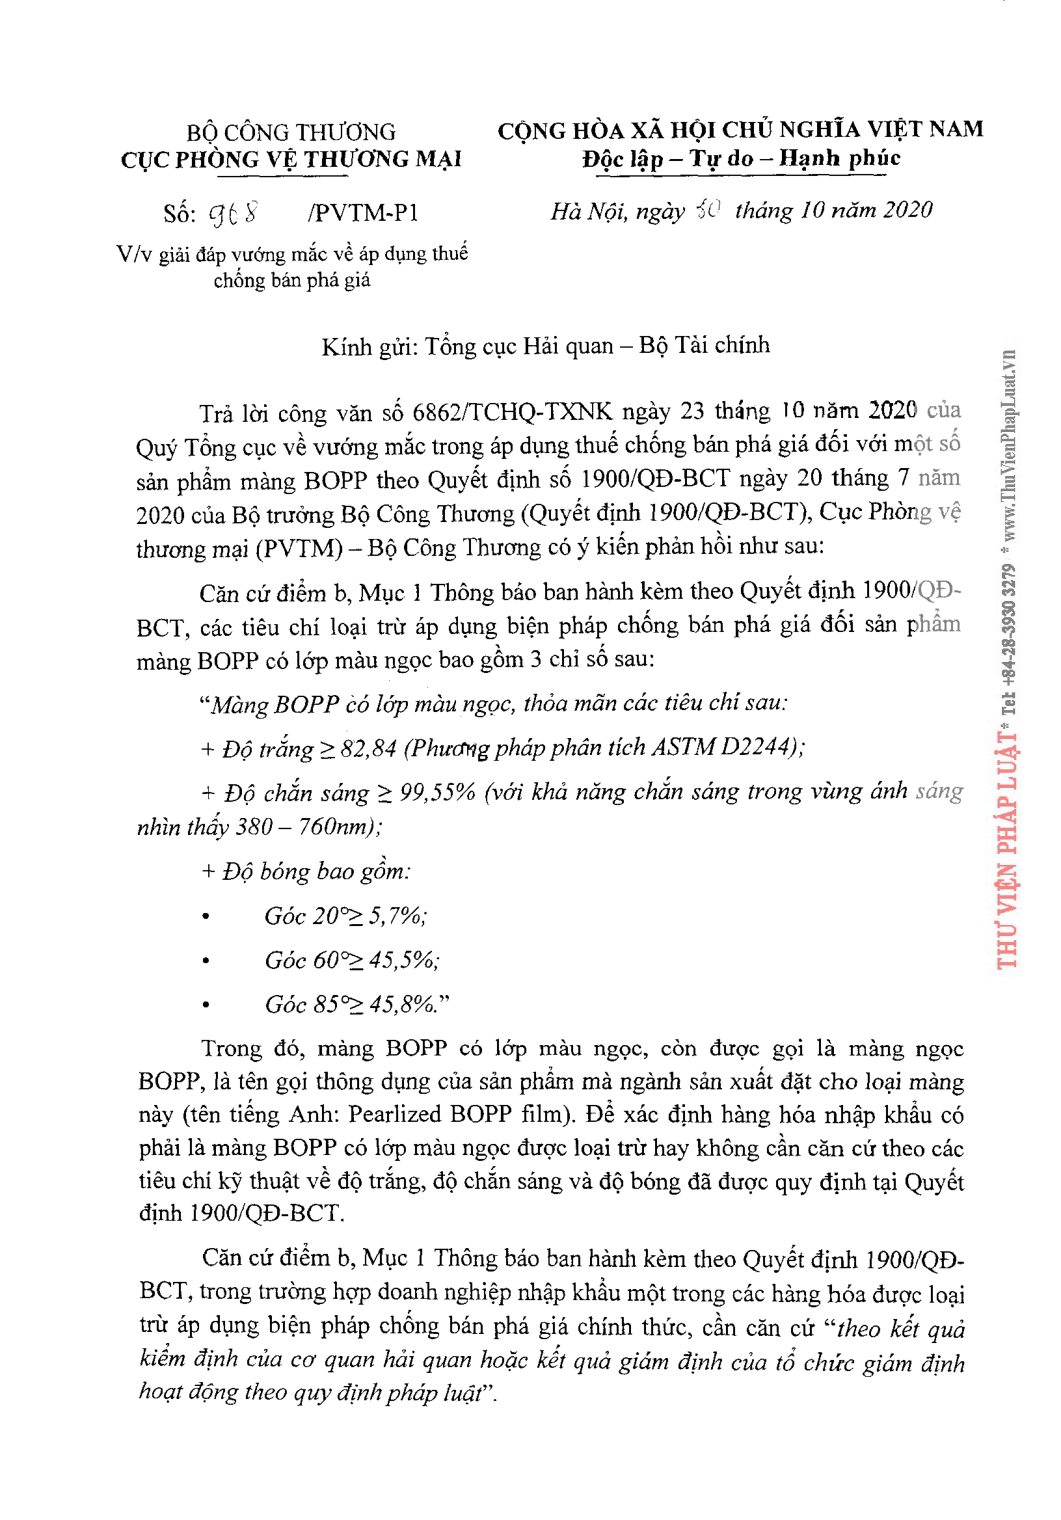 BỘ CÔNG THƯƠNG
CỤC PHÒNG VỆ THƯƠNG MẠI
CỘNG HÒA XÃ HỘI CHỦ NGHĨA VIỆT NAM
Độc lập – Tự do – Hạnh phúc
Số: 968 /PVTM-P1
Hà Nội, ngày 30 tháng 10 năm 2020
V/v giải đáp vướng mắc về áp dụng thuế
chống bán phá giá
Kính gửi: Tổng cục Hải quan – Bộ Tài chính
Trả lời công văn số 6862/TCHQ-TXNK ngày 23 tháng 10 năm 2020 của
Quý Tổng cục về vướng mắc trong áp dụng thuế chống bán phá giá đối với một số
sản phẩm màng BOPP theo Quyết định số 1900/QĐ-BCT ngày 20 tháng 7 năm
2020 của Bộ trưởng Bộ Công Thương (Quyết định 1900/QĐ-BCT), Cục Phòng vệ
thương mại (PVTM) – Bộ Công Thương có ý kiến phản hồi như sau:
Căn cứ điểm b, Mục 1 Thông báo ban hành kèm theo Quyết định 1900/QĐ-
BCT, các tiêu chí loại trừ áp dụng biện pháp chống bán phá giá đối sản phẩm
màng BOPP có lớp màu ngọc bao gồm 3 chỉ số sau:
“Màng BOPP có lớp màu ngọc, thỏa mãn các tiêu chí sau:
+ Độ trắng ≥ 82,84 (Phương pháp phân tích ASTM D2244);
+ Độ chắn sáng ≥ 99,55% (với khả năng chắn sáng trong vùng ánh sáng
nhìn thấy 380 – 760nm);
+ Độ bóng bao gồm:
• Góc 20°≥ 5,7%;
• Góc 60°≥ 45,5%;
• Góc 85°≥ 45,8%.”
Trong đó, màng BOPP có lớp màu ngọc, còn được gọi là màng ngọc
BOPP, là tên gọi thông dụng của sản phẩm mà ngành sản xuất đặt cho loại màng
này (tên tiếng Anh: Pearlized BOPP film). Để xác định hàng hóa nhập khẩu có
phải là màng BOPP có lớp màu ngọc được loại trừ hay không cần căn cứ theo các
tiêu chí kỹ thuật về độ trắng, độ chắn sáng và độ bóng đã được quy định tại Quyết
định 1900/QĐ-BCT.
Căn cứ điểm b, Mục 1 Thông báo ban hành kèm theo Quyết định 1900/QĐ-
BCT, trong trường hợp doanh nghiệp nhập khẩu một trong các hàng hóa được loại
trừ áp dụng biện pháp chống bán phá giá chính thức, cần căn cứ “theo kết quả
kiểm định của cơ quan hải quan hoặc kết quả giám định của tổ chức giám định
hoạt động theo quy định pháp luật”.
THƯ VIỆN PHÁP LUẬT * Tel: +84-28-3930 3279 * www.ThuVienPhapLuat.vn